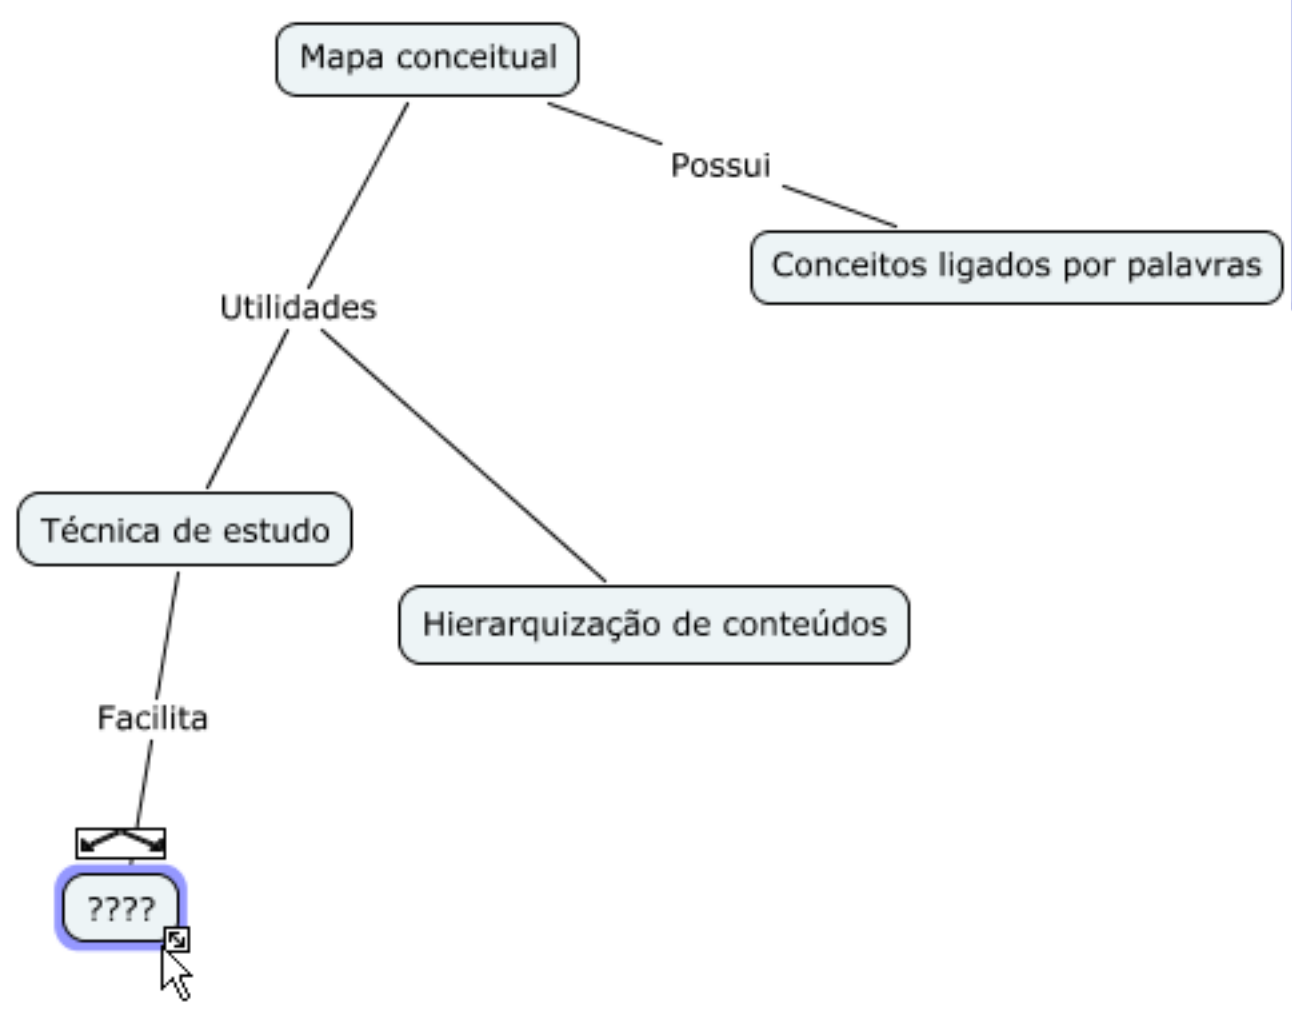 Mapa conceitual
Possui
Conceitos ligados por palavras
Utilidades
Técnica de estudo
Hierarquização de conteúdos
Facilita
????